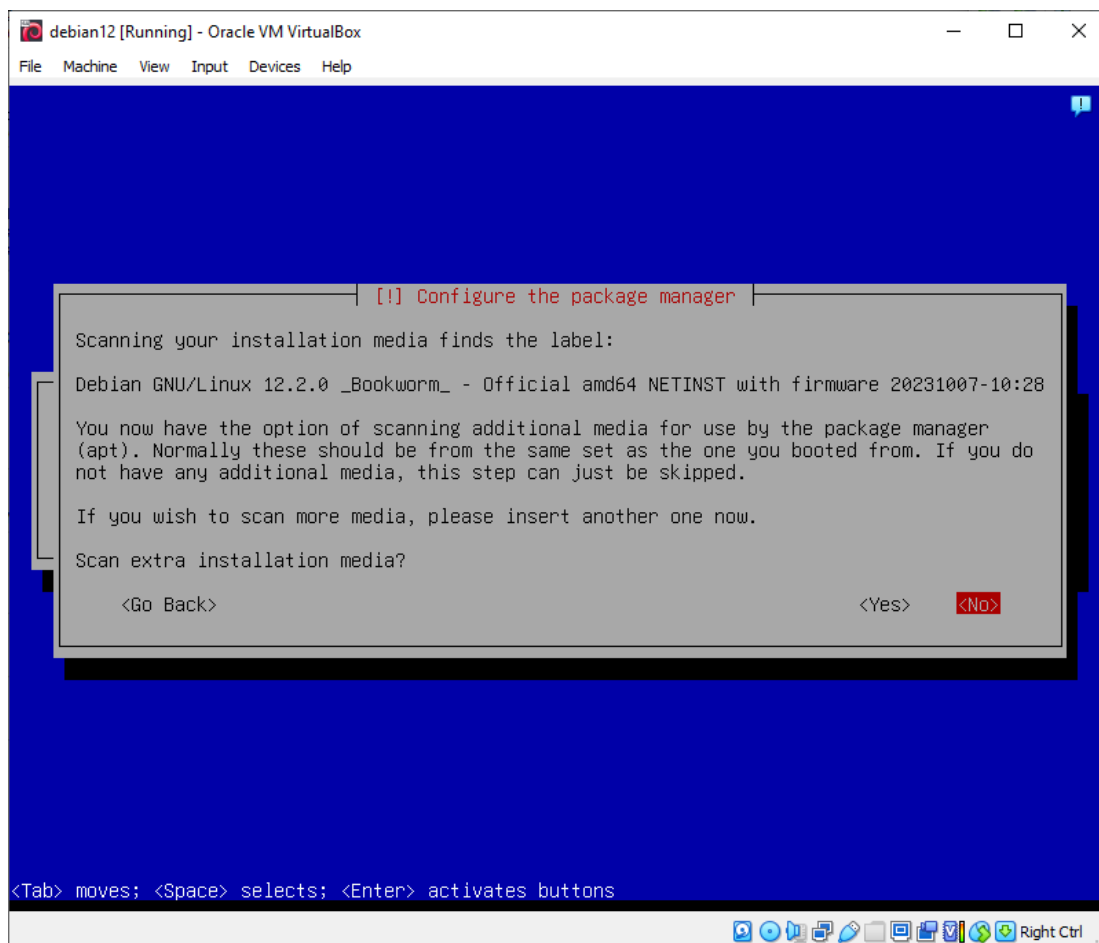 debian12 [Running] - Oracle VM VirtualBox
File Machine View Input Devices Help
[!] Configure the package manager
Scanning your installation media finds the label:
Debian GNU/Linux 12.2.0 _Bookworm_ - Official amd64 NETINST with firmware 20231007-10:28
You now have the option of scanning additional media for use by the package manager
(apt). Normally these should be from the same set as the one you booted from. If you do
not have any additional media, this step can just be skipped.
If you wish to scan more media, please insert another one now.
Scan extra installation media?
<Go Back> <Yes> <No>
<Tab> moves; <Space> selects; <Enter> activates buttons
Right Ctrl